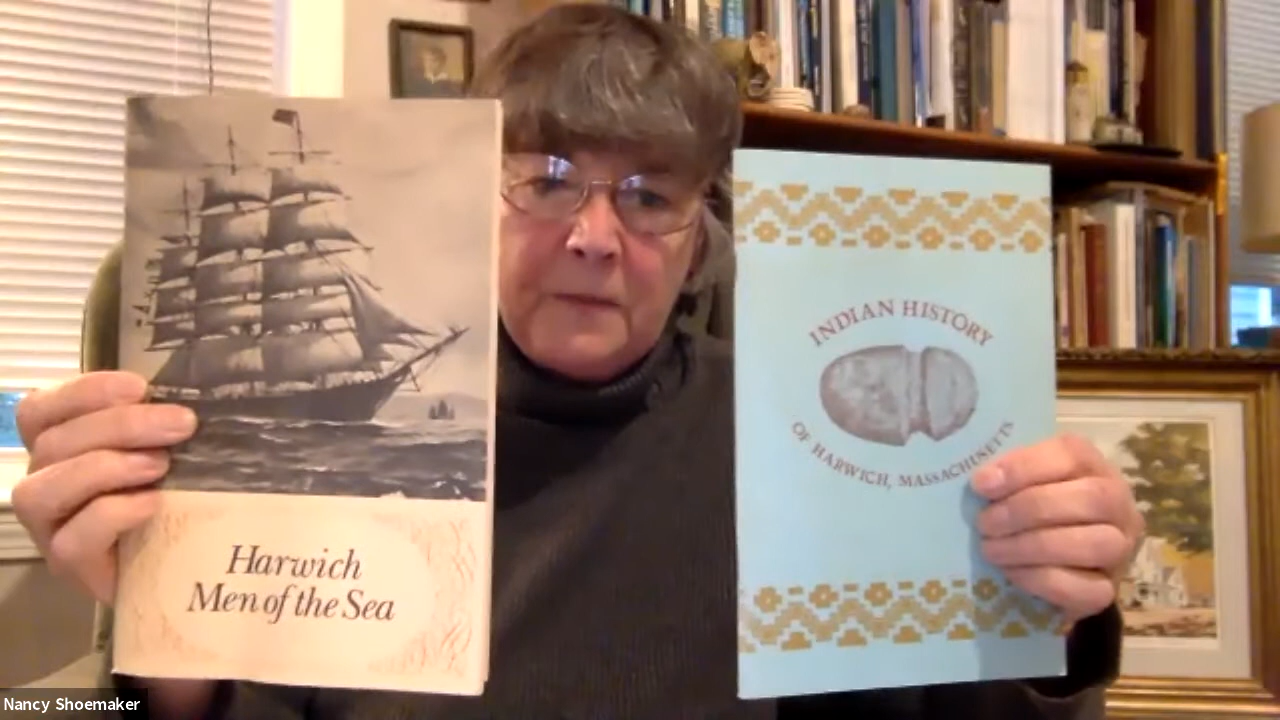 Harwich
Men of the Sea
INDIAN HISTORY
OF HARWICH, MASSACHUSETTS
Nancy Shoemaker